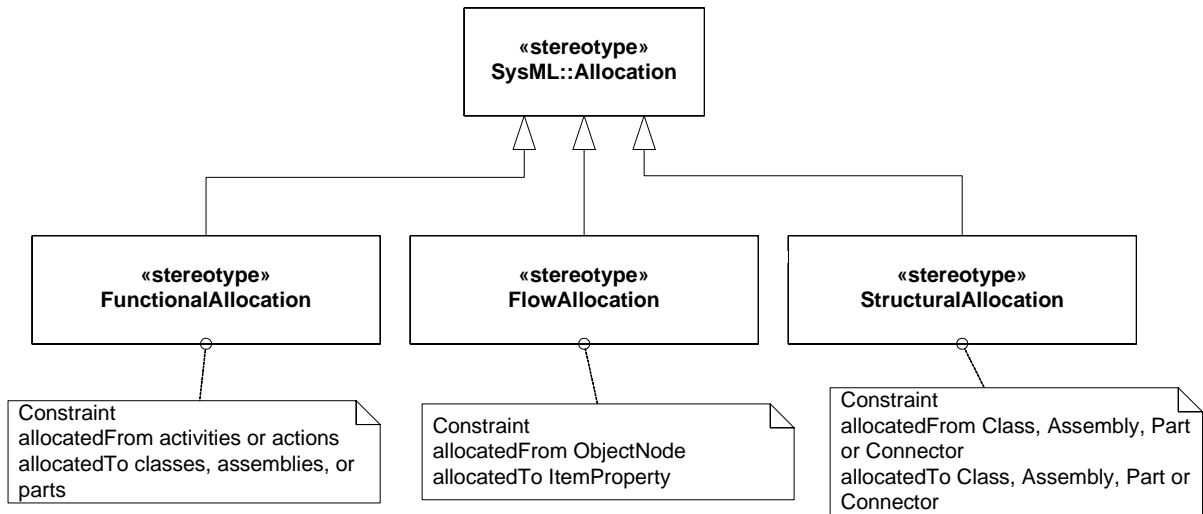 «stereotype»
SysML::Allocation
«stereotype»
FunctionalAllocation
«stereotype»
FlowAllocation
«stereotype»
StructuralAllocation
Constraint
allocatedFrom activities or actions
allocatedTo classes, assemblies, or
parts
Constraint
allocatedFrom ObjectNode
allocatedTo ItemProperty
Constraint
allocatedFrom Class, Assembly, Part
or Connector
allocatedTo Class, Assembly, Part or
Connector